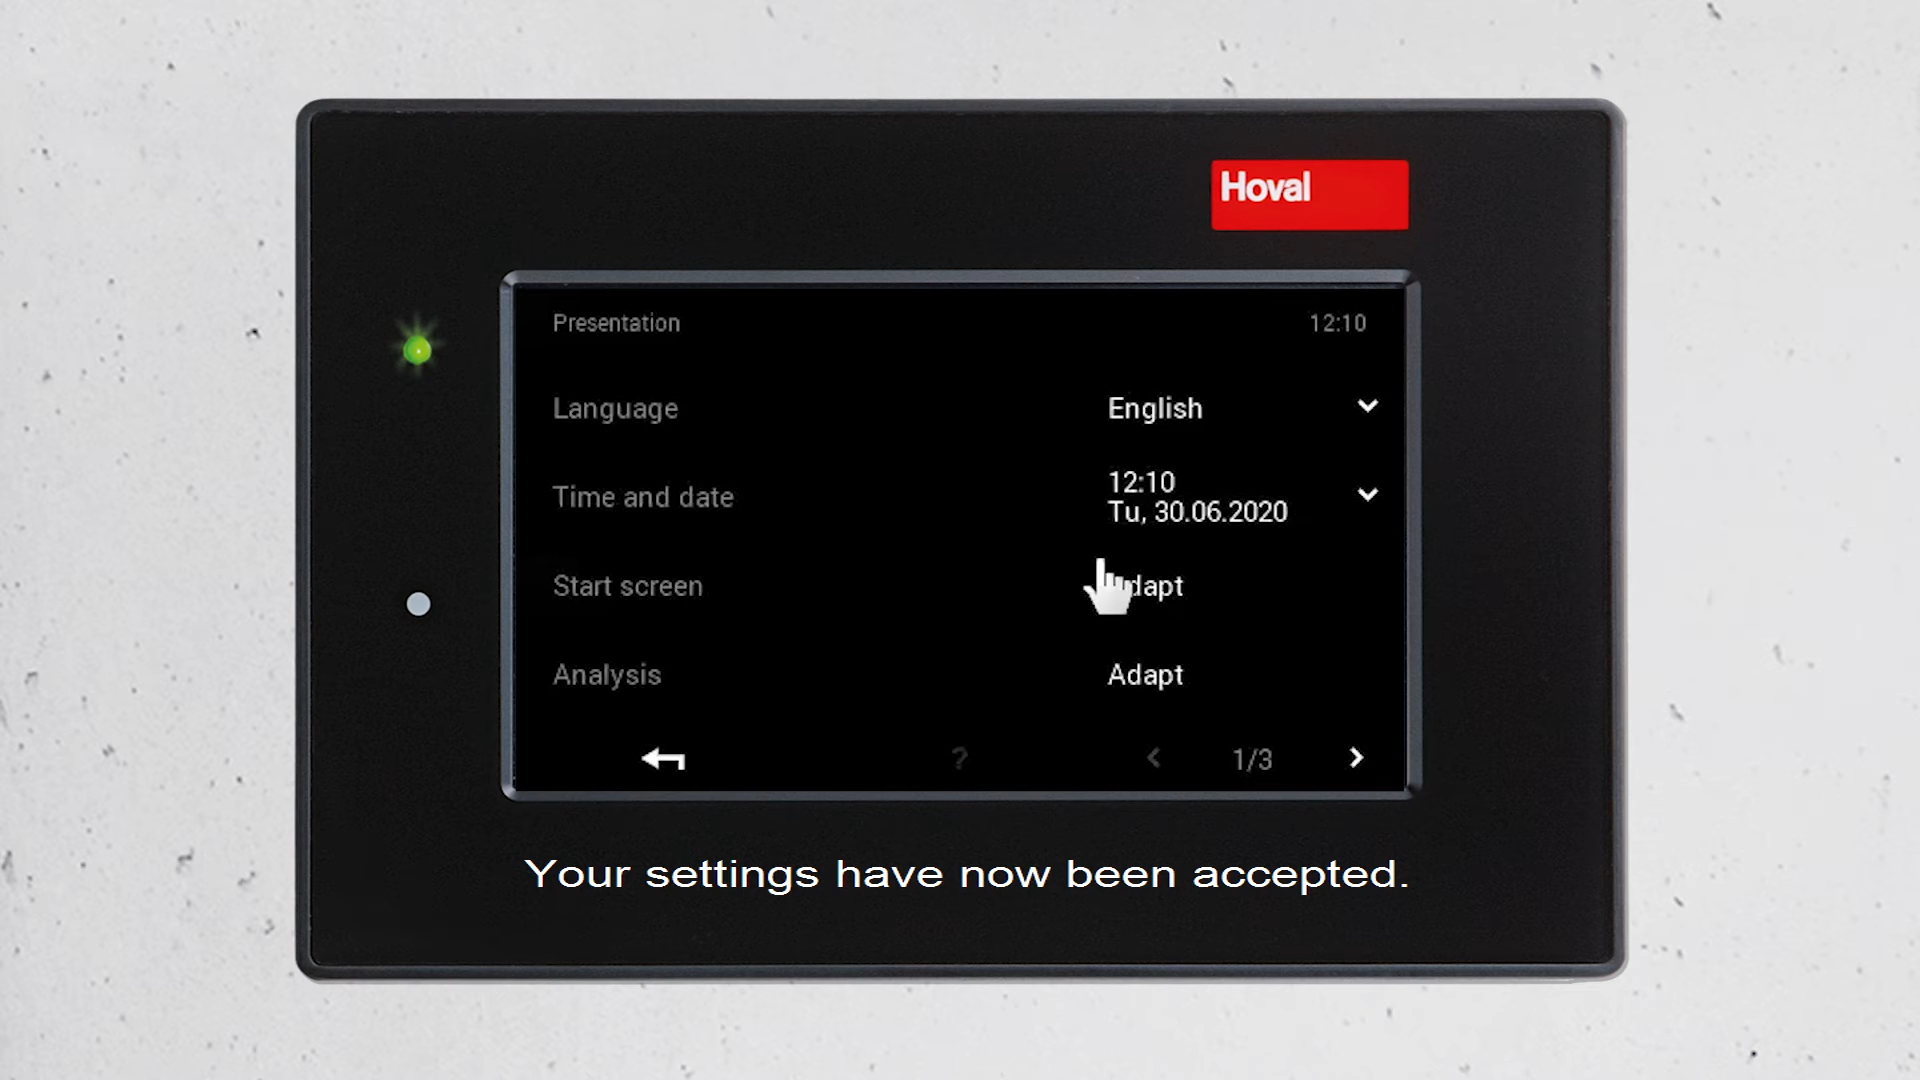 Hoval
Presentation 12:10
Language English
Time and date 12:10
Tu, 30.06.2020
Start screen dapt
Analysis Adapt
? 1/3
Your settings have now been accepted.